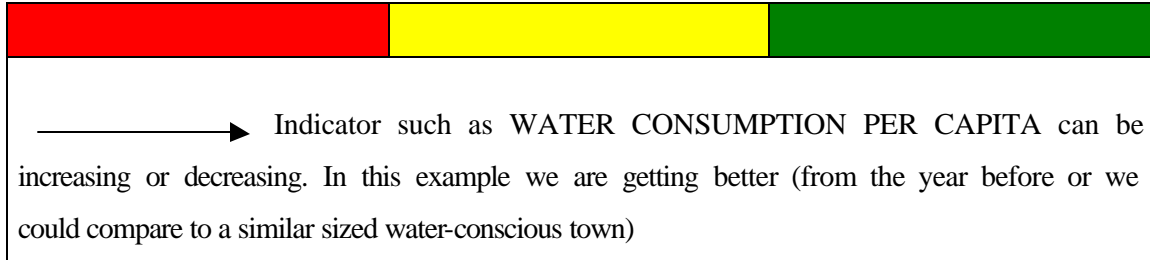 Indicator such as WATER CONSUMPTION PER CAPITA can be
increasing or decreasing. In this example we are getting better (from the year before or we
could compare to a similar sized water-conscious town)